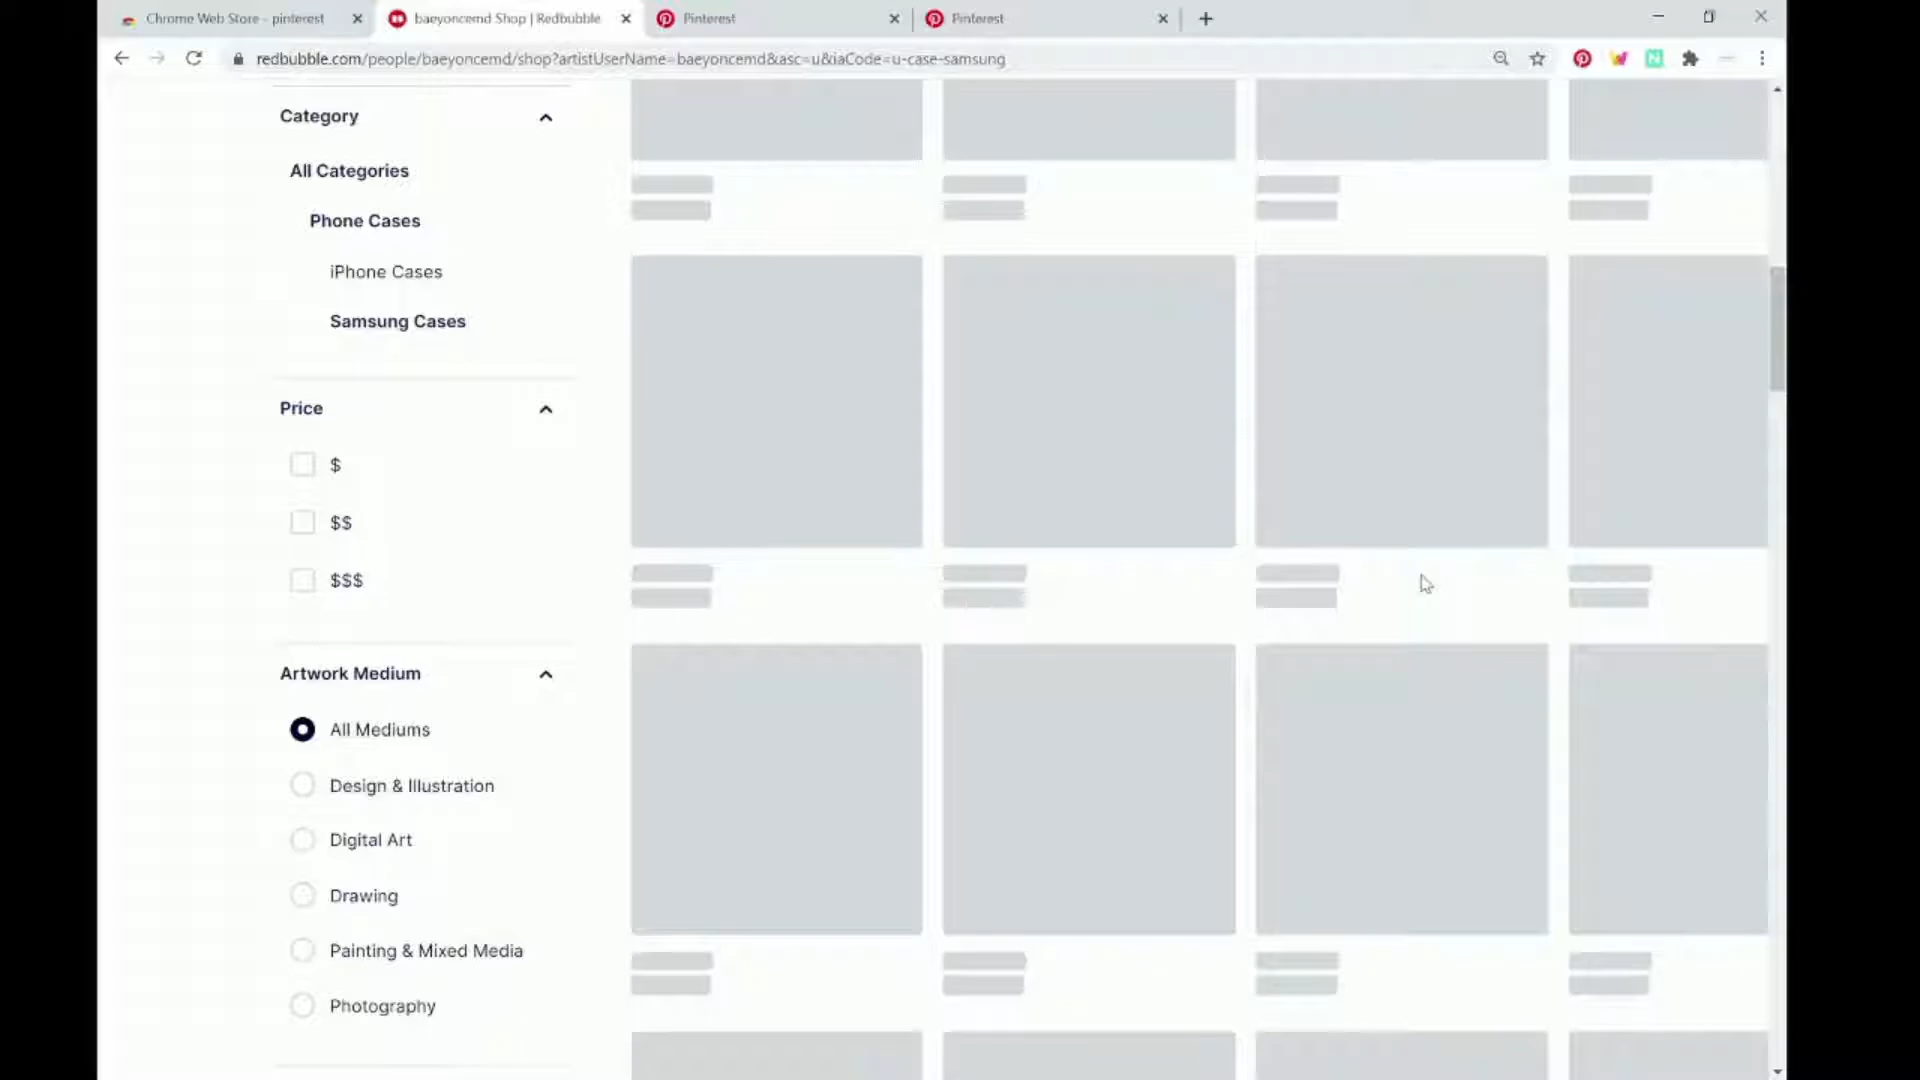 Chrome Web Store - pinterest
baeyoncemd Shop | Redbubble
Pinterest
Pinterest
redbubble.com/people/baeyoncemd/shop?artistUserName=baeyoncemd&asc=u&iaCode=u-case-samsung
Category
All Categories
Phone Cases
iPhone Cases
Samsung Cases
Price
$
$$
$$$
Artwork Medium
All Mediums
Design & Illustration
Digital Art
Drawing
Painting & Mixed Media
Photography